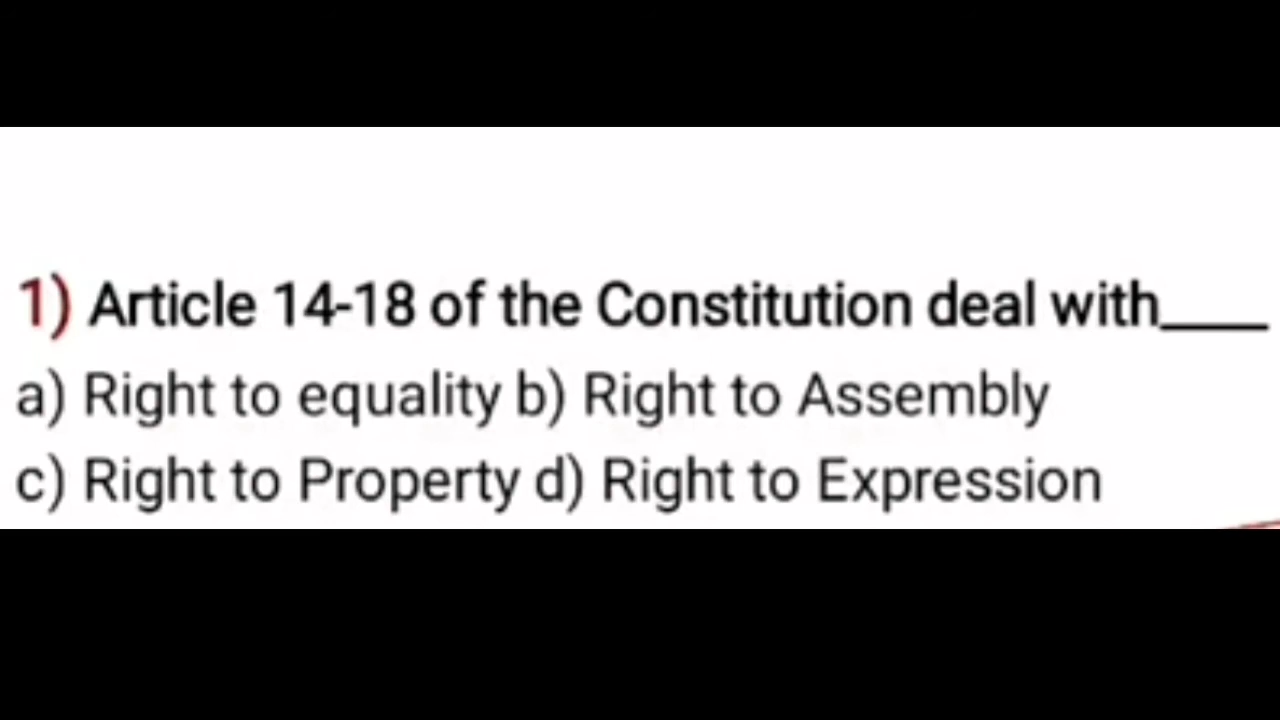 1) Article 14-18 of the Constitution deal with____
a) Right to equality b) Right to Assembly
c) Right to Property d) Right to Expression